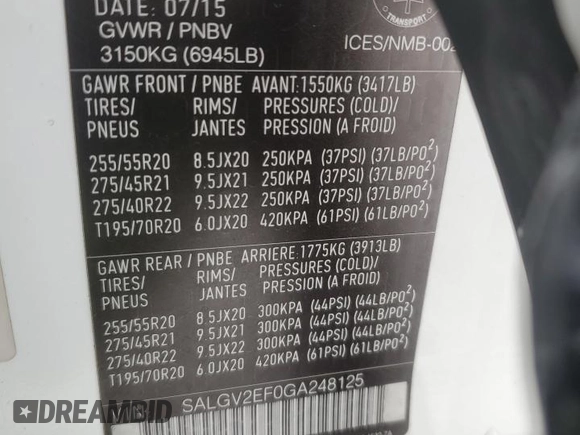 DATE: 07/15
GVWR / PNBV
3150KG (6945LB)
TRANSPORT
ICES/NMB-002
GAWR FRONT / PNBE AVANT:1550KG (3417LB)
TIRES/ RIMS/ PRESSURES (COLD)/
PNEUS JANTES PRESSION (A FROID)
255/55R20 8.5JX20 250KPA (37PSI) (37LB/PO²)
275/45R21 9.5JX21 250KPA (37PSI) (37LB/PO²)
275/40R22 9.5JX22 250KPA (37PSI) (37LB/PO²)
T195/70R20 6.0JX20 420KPA (61PSI) (61LB/PO²)
GAWR REAR / PNBE ARRIERE:1775KG (3913LB)
TIRES/ RIMS/ PRESSURES (COLD)/
PNEUS JANTES PRESSION (A FROID)
255/55R20 8.5JX20 300KPA (44PSI) (44LB/PO²)
275/45R21 9.5JX21 300KPA (44PSI) (44LB/PO²)
275/40R22 9.5JX22 300KPA (44PSI) (44LB/PO²)
T195/70R20 6.0JX20 420KPA (61PSI) (61LB/PO²)
SALGV2EF0GA248125
DIRECT CARFAST